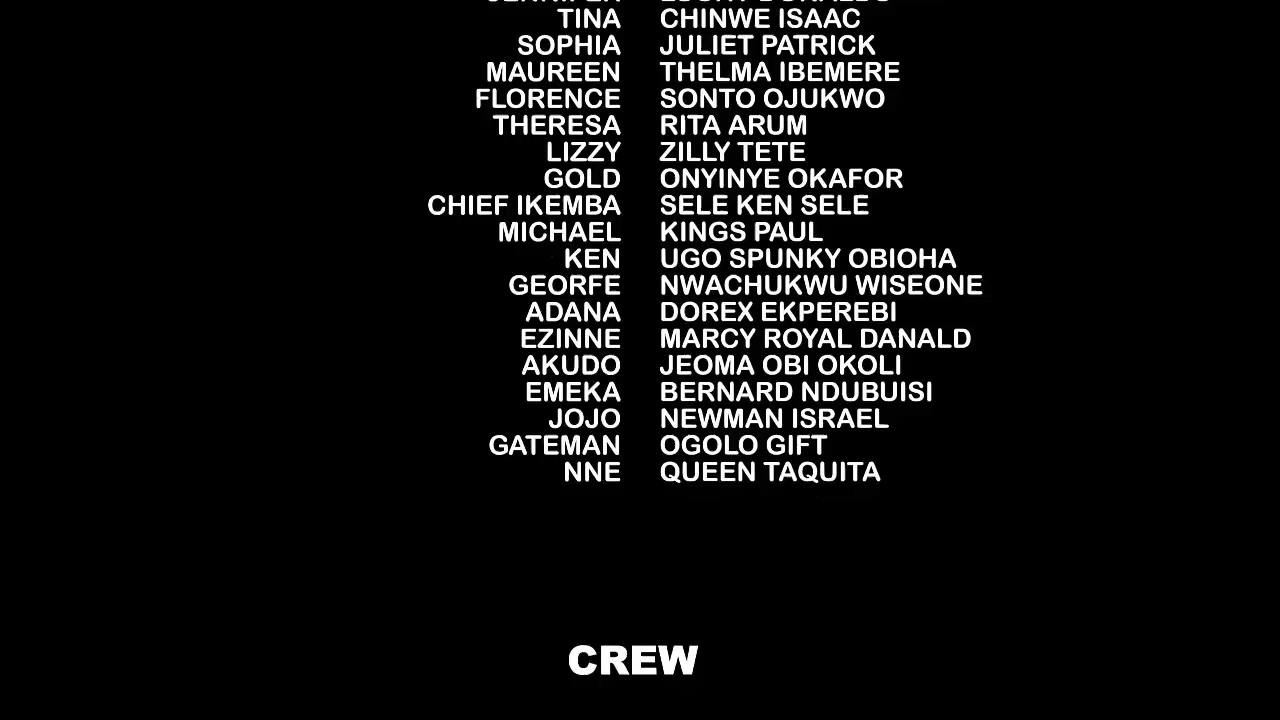 TINA CHINWE ISAAC
SOPHIA JULIET PATRICK
MAUREEN THELMA IBEMERE
FLORENCE SONTO OJUKWO
THERESA RITA ARUM
LIZZY ZILLY TETE
GOLD ONYINYE OKAFOR
CHIEF IKEMBA SELE KEN SELE
MICHAEL KINGS PAUL
KEN UGO SPUNKY OBIOHA
GEORFE NWACHUKWU WISEONE
ADANA DOREX EKPEREBI
EZINNE MARCY ROYAL DANALD
AKUDO JEOMA OBI OKOLI
EMEKA BERNARD NDUBUISI
JOJO NEWMAN ISRAEL
GATEMAN OGOLO GIFT
NNE QUEEN TAQUITA
CREW